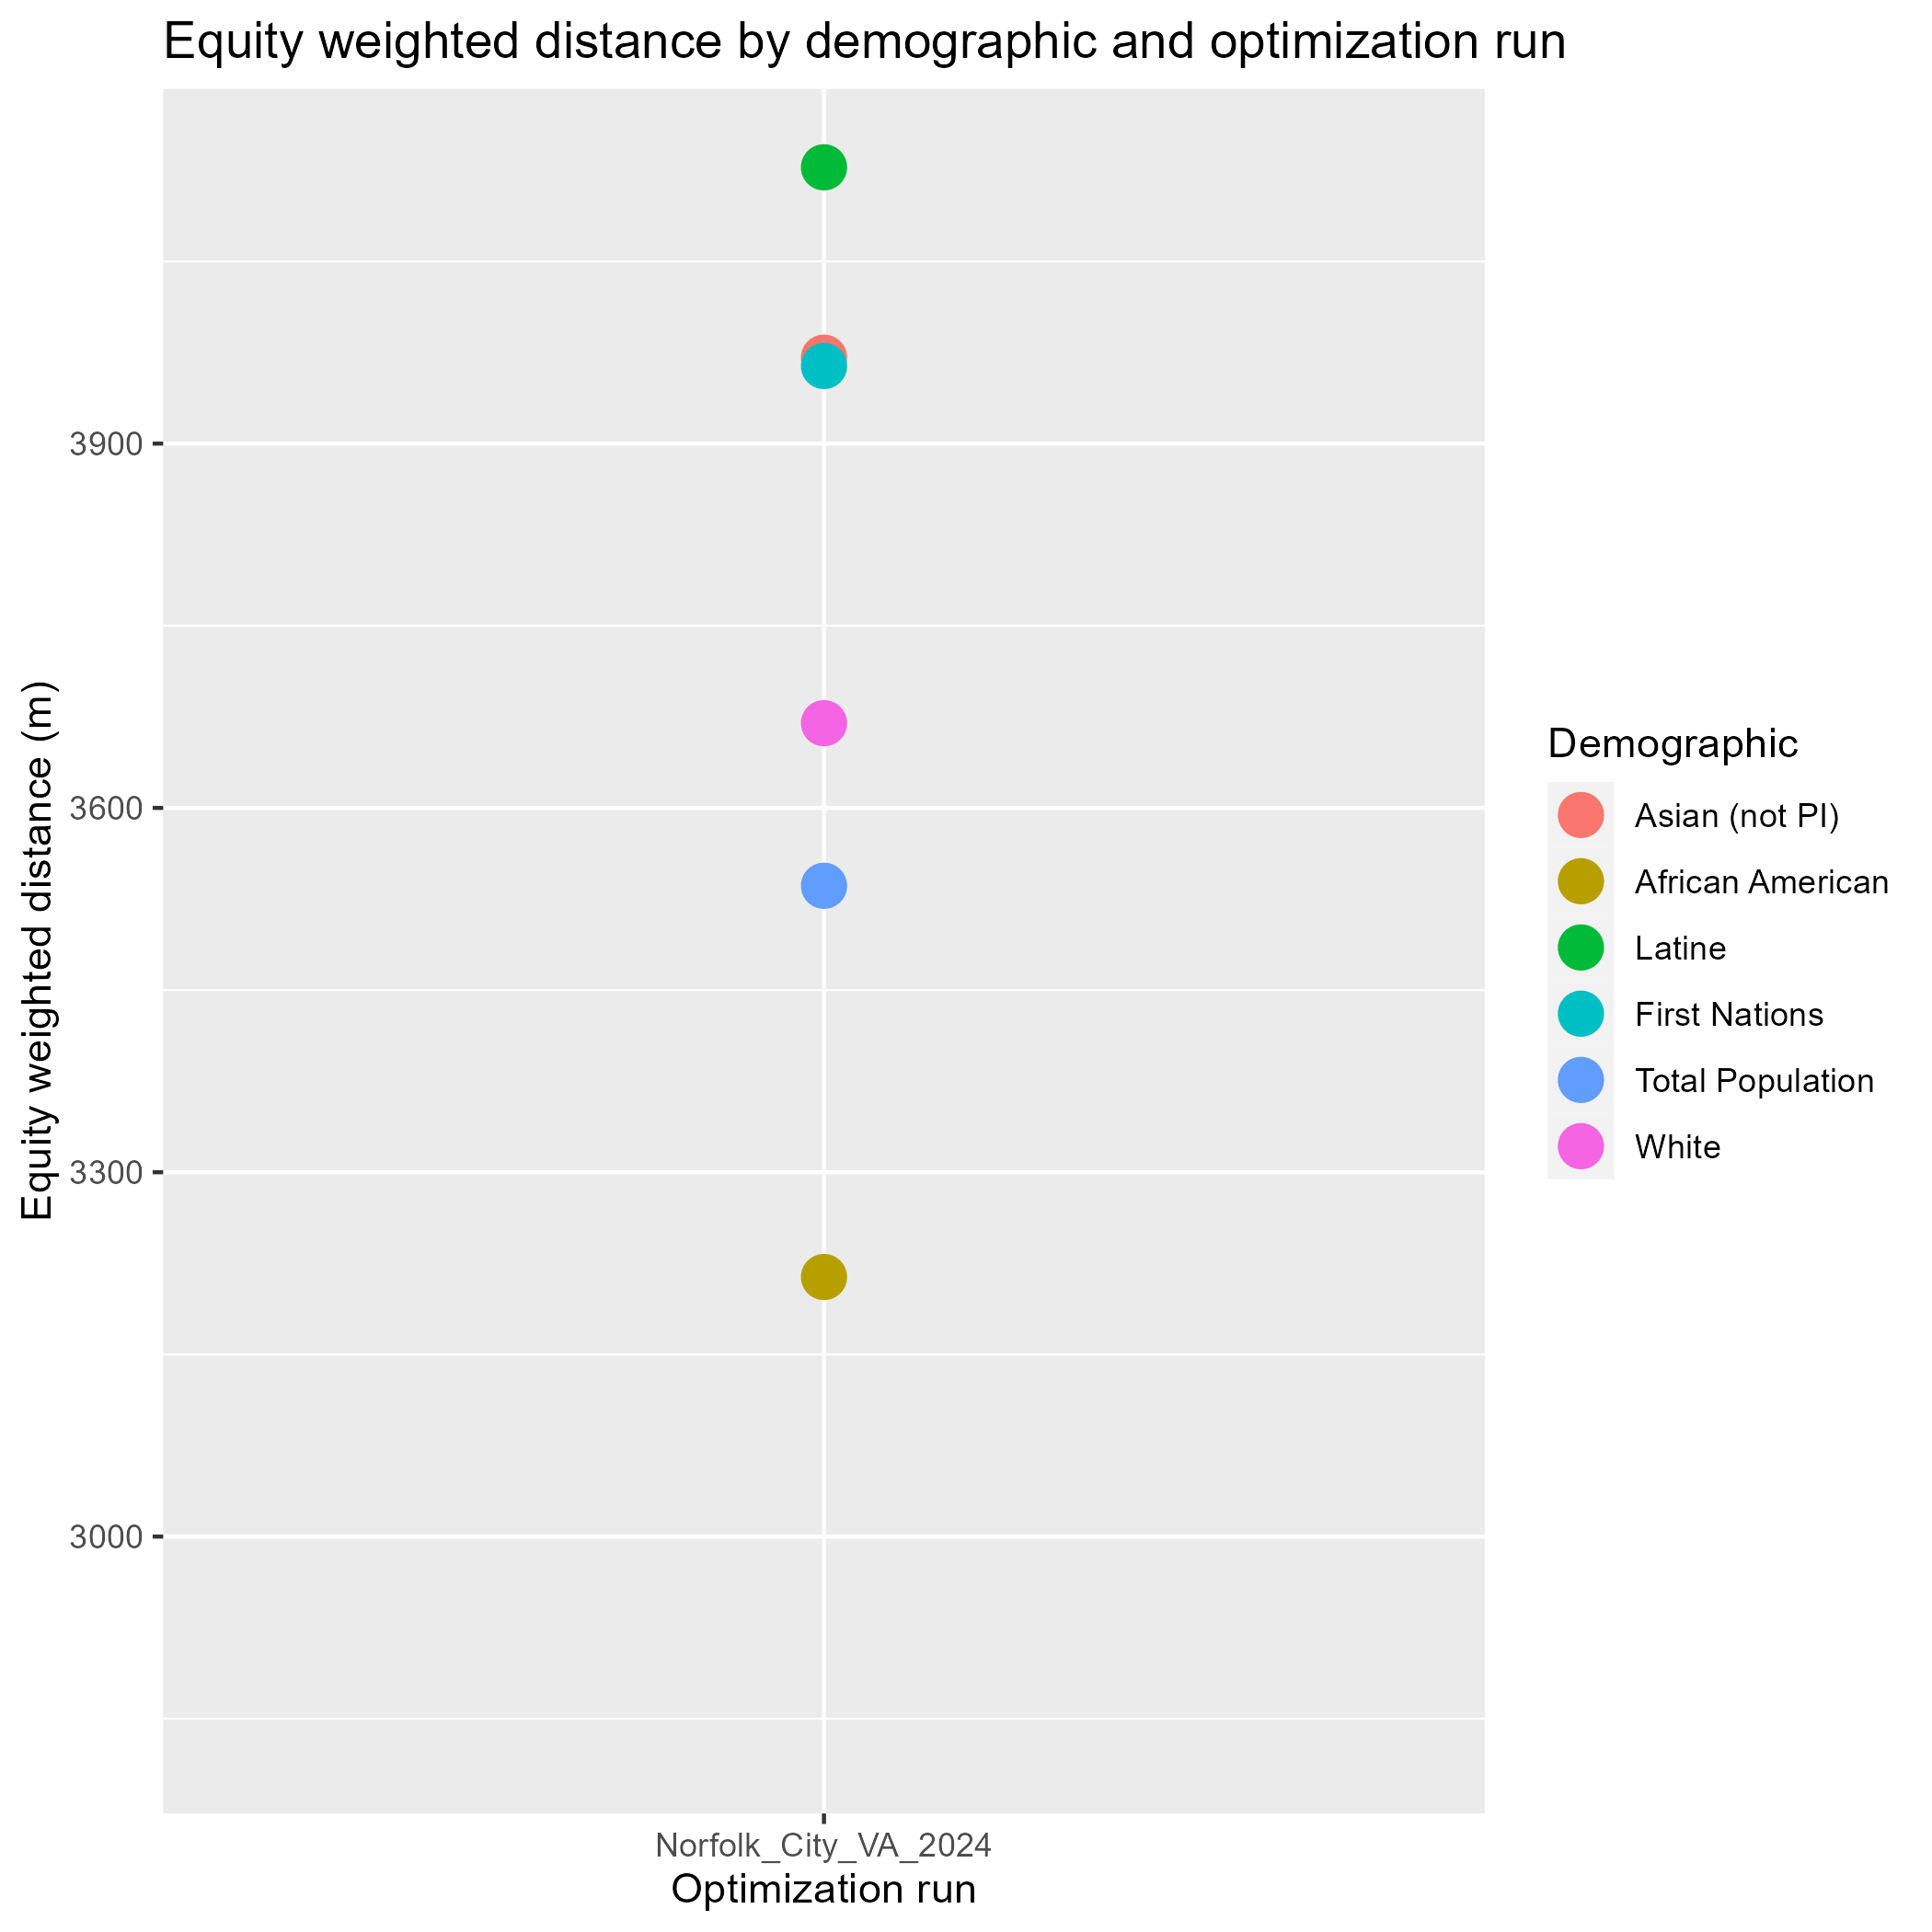 Equity weighted distance by demographic and optimization run
Equity weighted distance (m)
3900
3600
3300
3000
Norfolk_City_VA_2024
Optimization run
Demographic
Asian (not PI)
African American
Latine
First Nations
Total Population
White